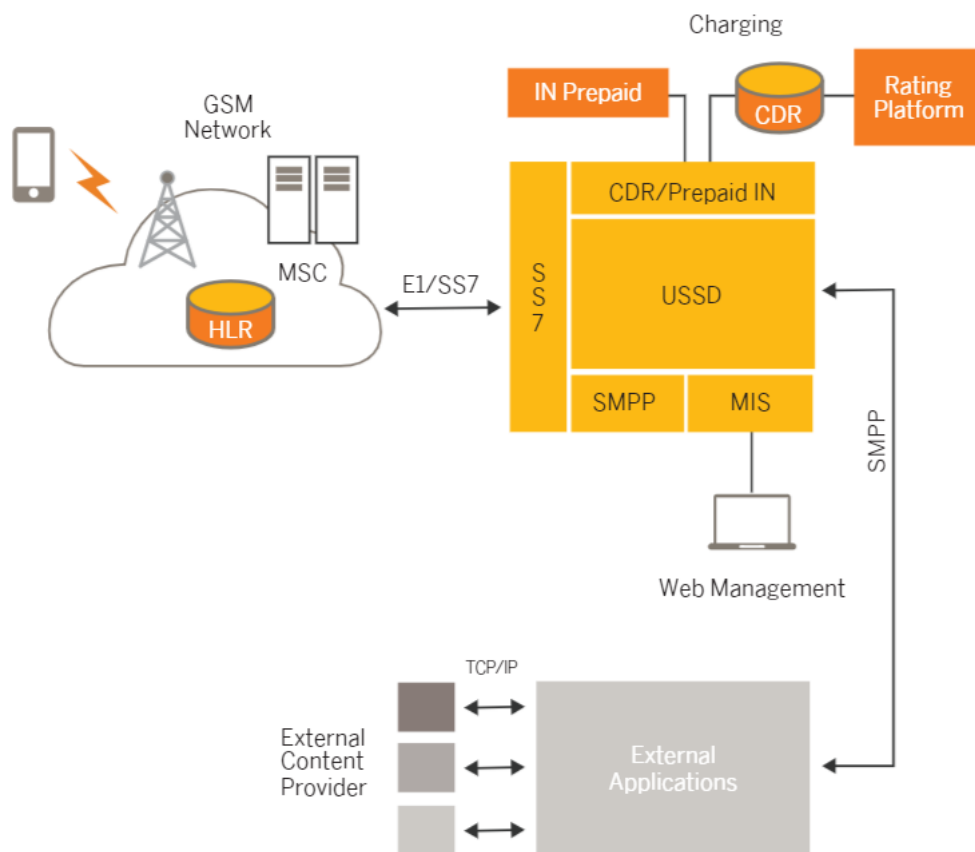 Charging
IN Prepaid
CDR
Rating
Platform
GSM
Network
MSC
HLR
E1/SS7
S
S
7
CDR/Prepaid IN
USSD
SMPP
MIS
SMPP
Web Management
TCP/IP
External
Content
Provider
External
Applications